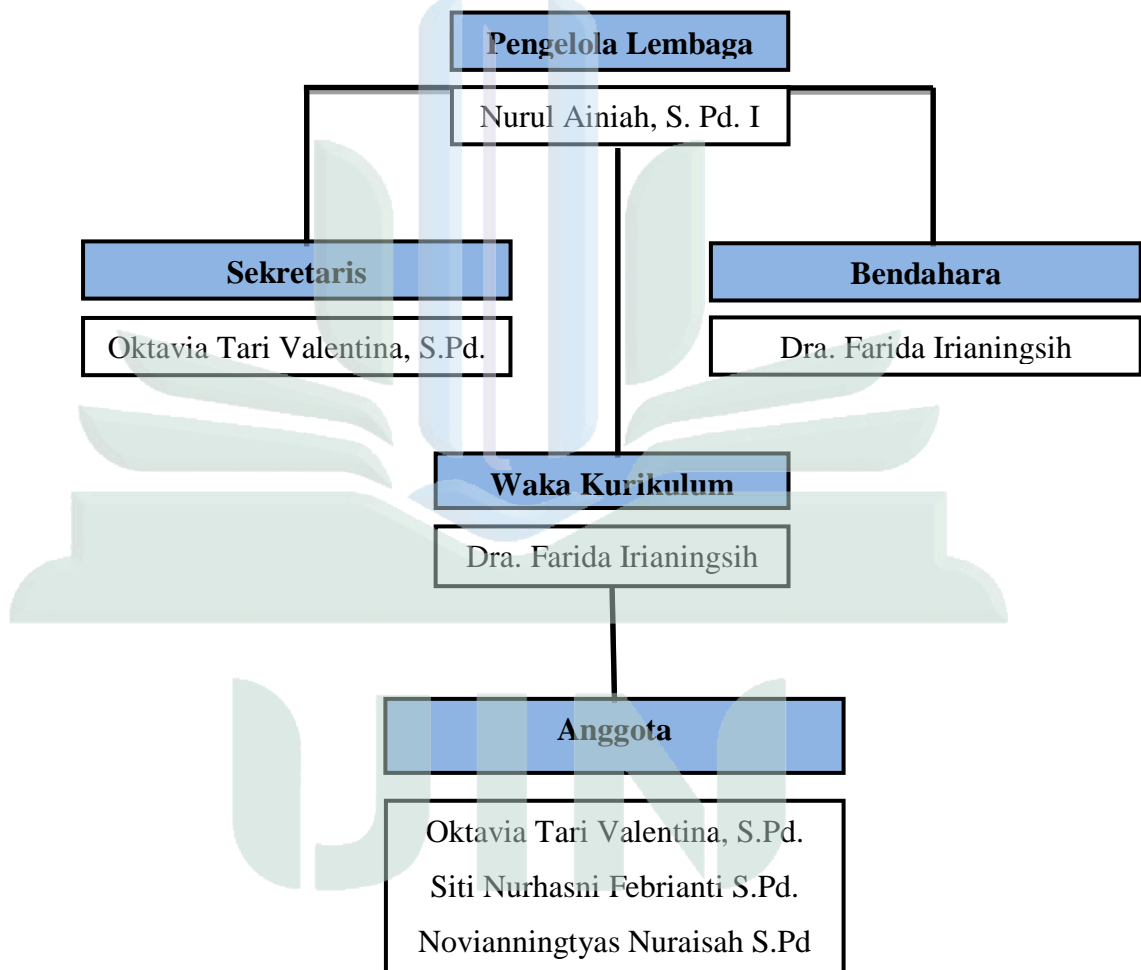 Pengelola Lembaga
Nurul Ainiah, S. Pd. I
Sekretaris
Bendahara
Oktavia Tari Valentina, S.Pd.
Dra. Farida Irianingsih
Waka Kurikulum
Dra. Farida Irianingsih
Anggota
Oktavia Tari Valentina, S.Pd.
Siti Nurhasni Febrianti S.Pd.
Novianningtyas Nuraisah S.Pd
UIN